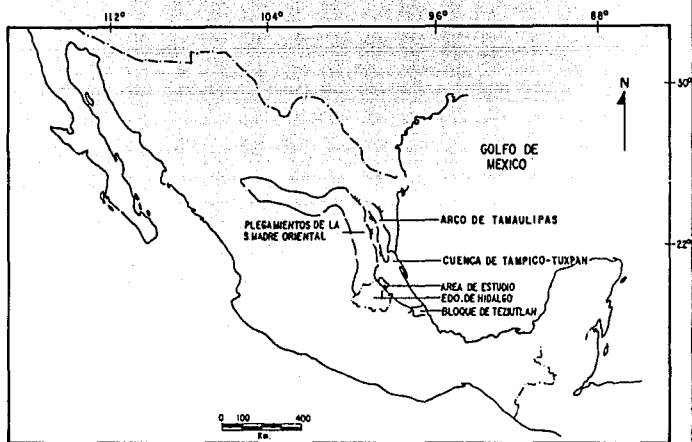 112°
104°
96°
88°
30°
N
GOLFO DE
MEXICO
PLEGAMIENTOS DE LA
S. MADRE ORIENTAL
ARCO DE TAMAULIPAS
22°
CUENCA DE TAMPICO-TUXPAN
AREA DE ESTUDIO
EDO. DE HIDALGO
BLOQUE DE TEZIUTLAN
0 100 400
Km.